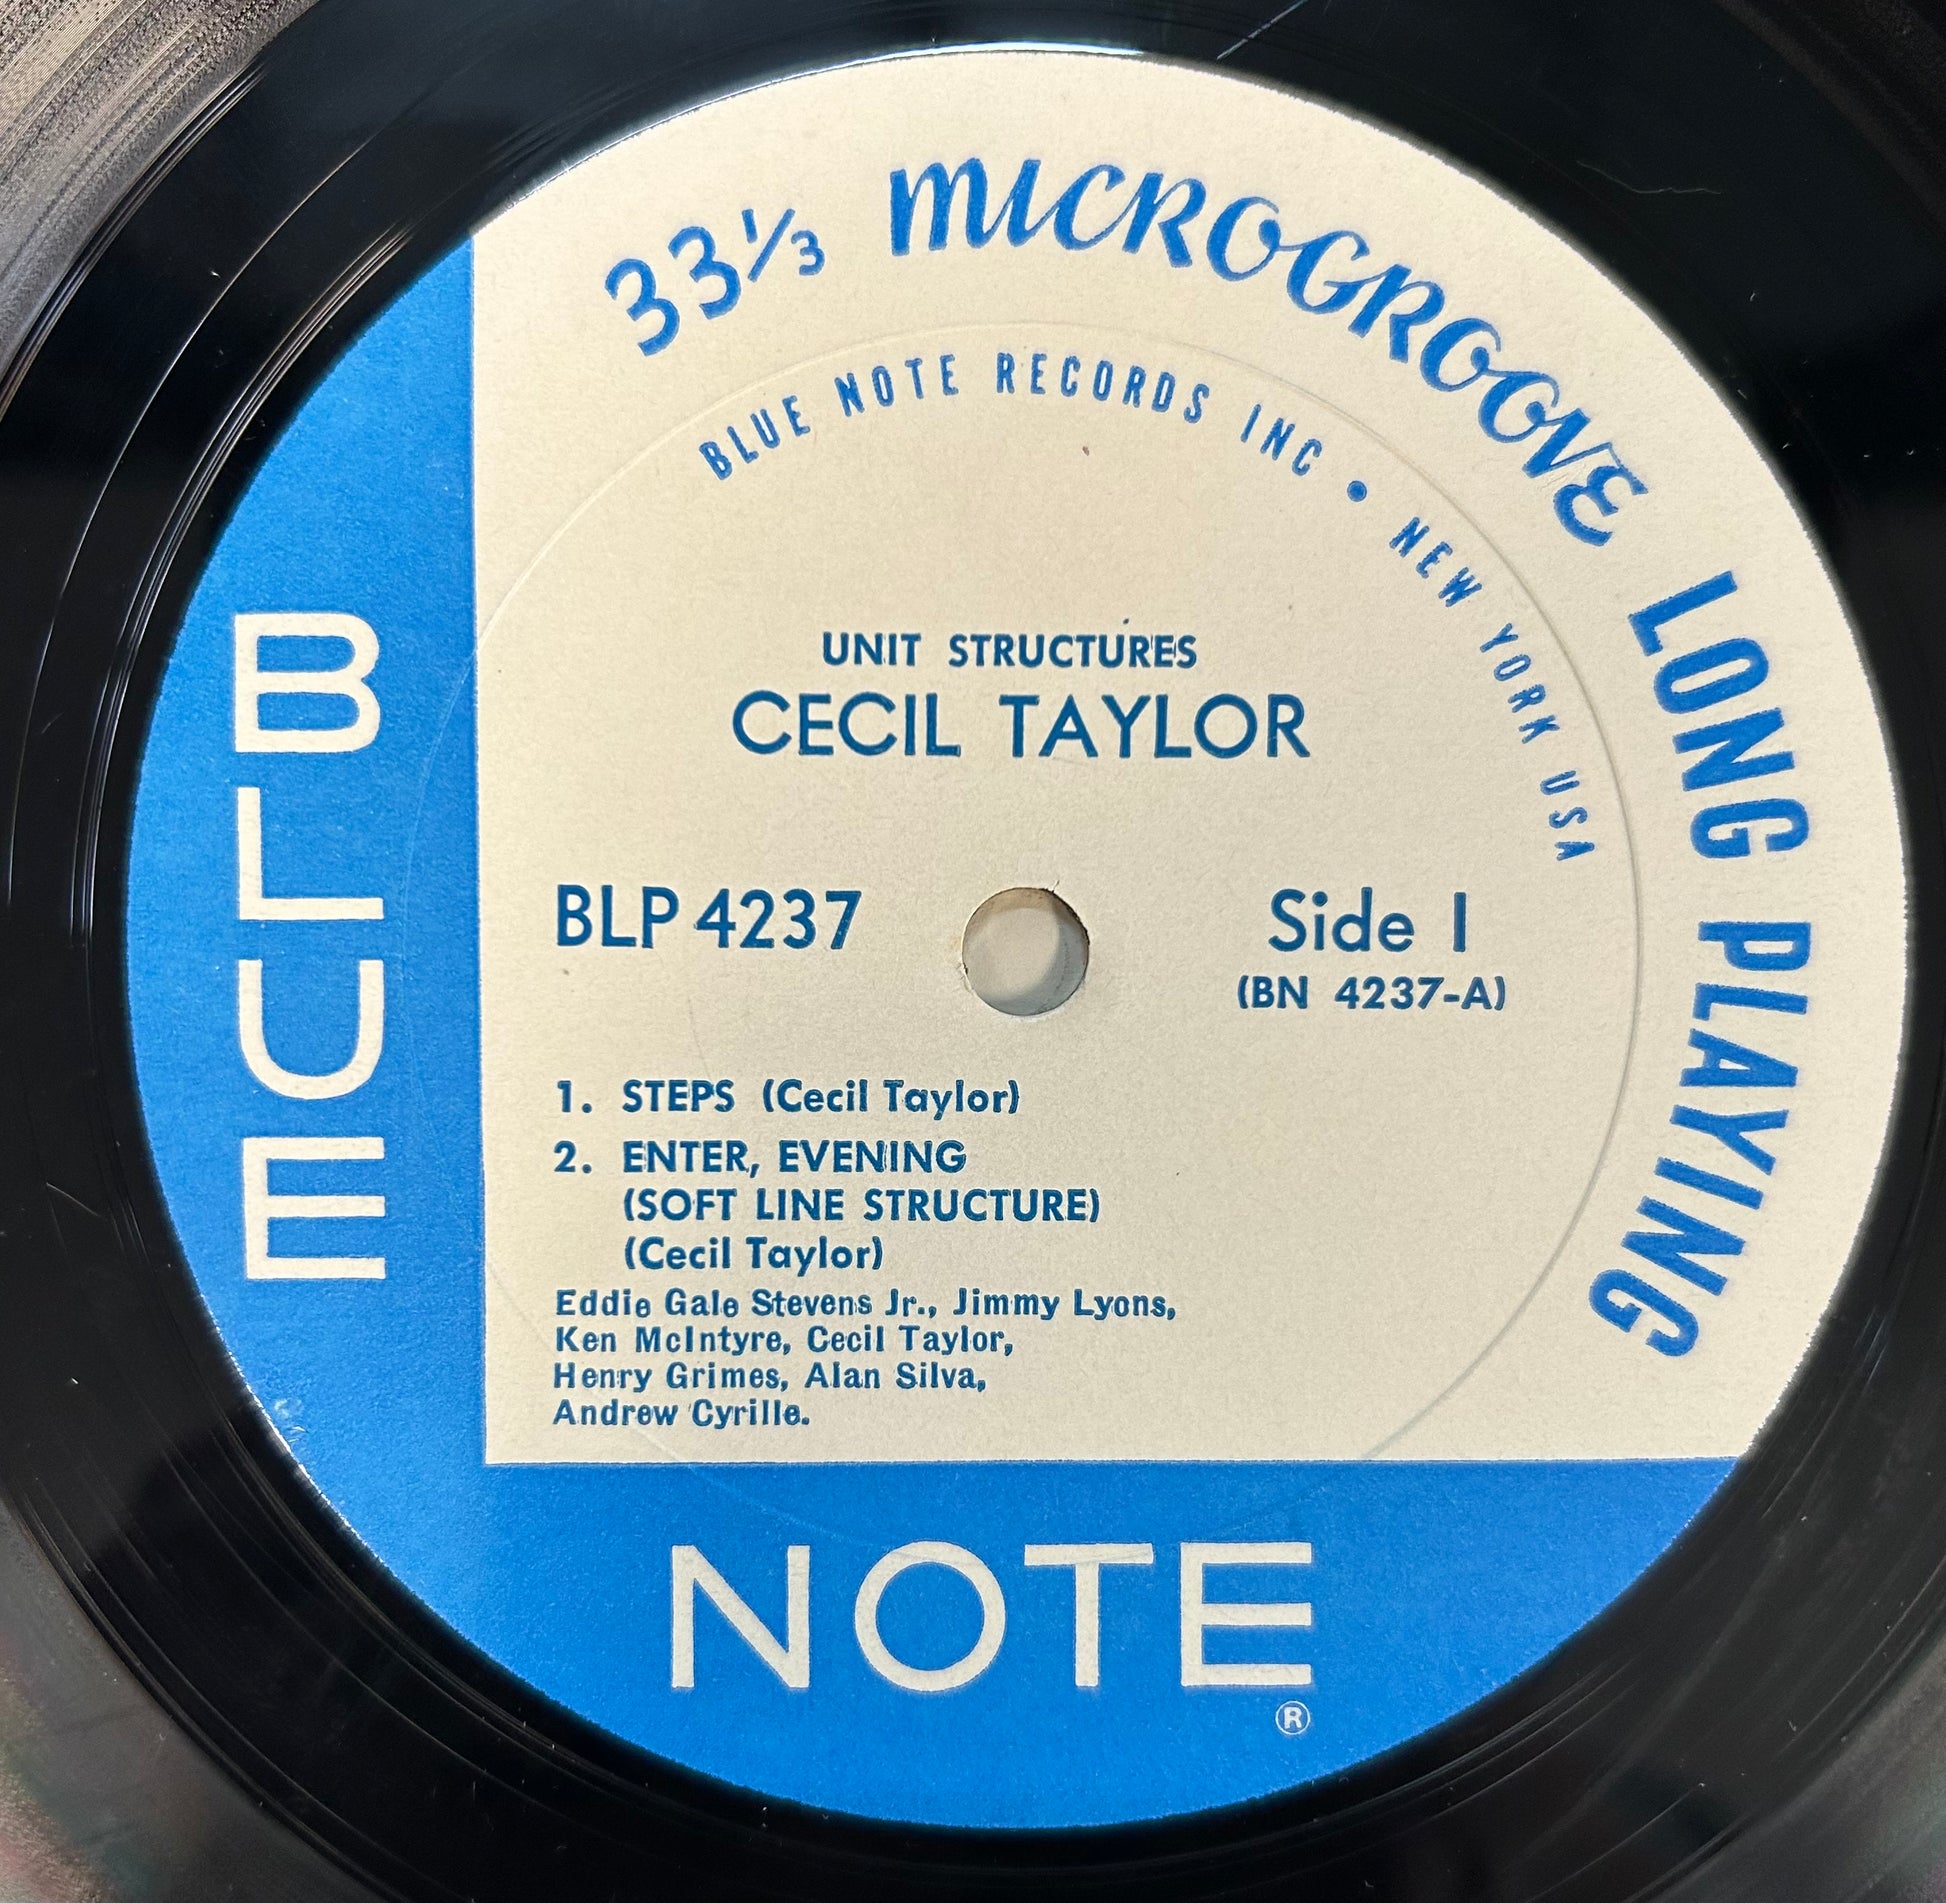 33⅓ MICROGROOVE LONG PLAYING
BLUE NOTE RECORDS INC • NEW YORK USA
UNIT STRUCTURES
CECIL TAYLOR
BLP 4237
Side 1
(BN 4237-A)
1. STEPS (Cecil Taylor)
2. ENTER, EVENING
(SOFT LINE STRUCTURE)
(Cecil Taylor)
Eddie Gale Stevens Jr., Jimmy Lyons,
Ken McIntyre, Cecil Taylor,
Henry Grimes, Alan Silva,
Andrew Cyrille.
BLUE
NOTE
®